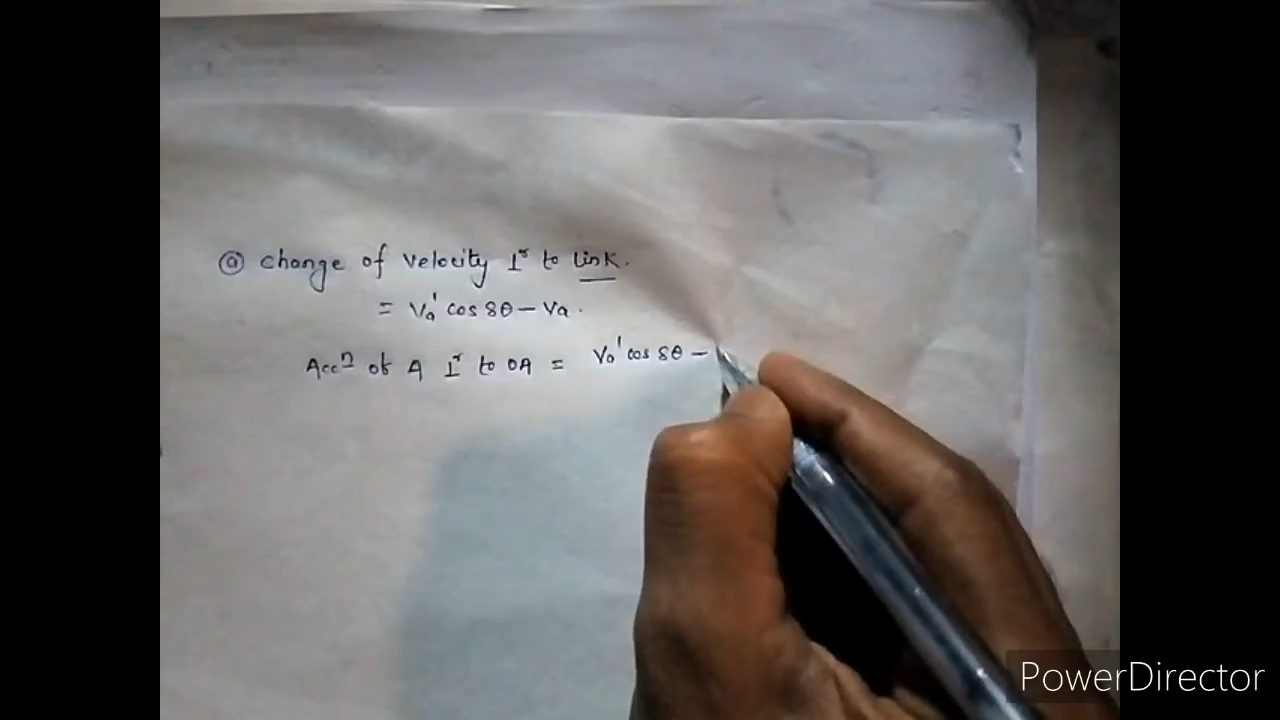 ⓐ change of velocity ⊥ʳ to link.
= Va' cos δθ - Va.
Accⁿ of A ⊥ʳ to OA = Va' cos δθ -
PowerDirector